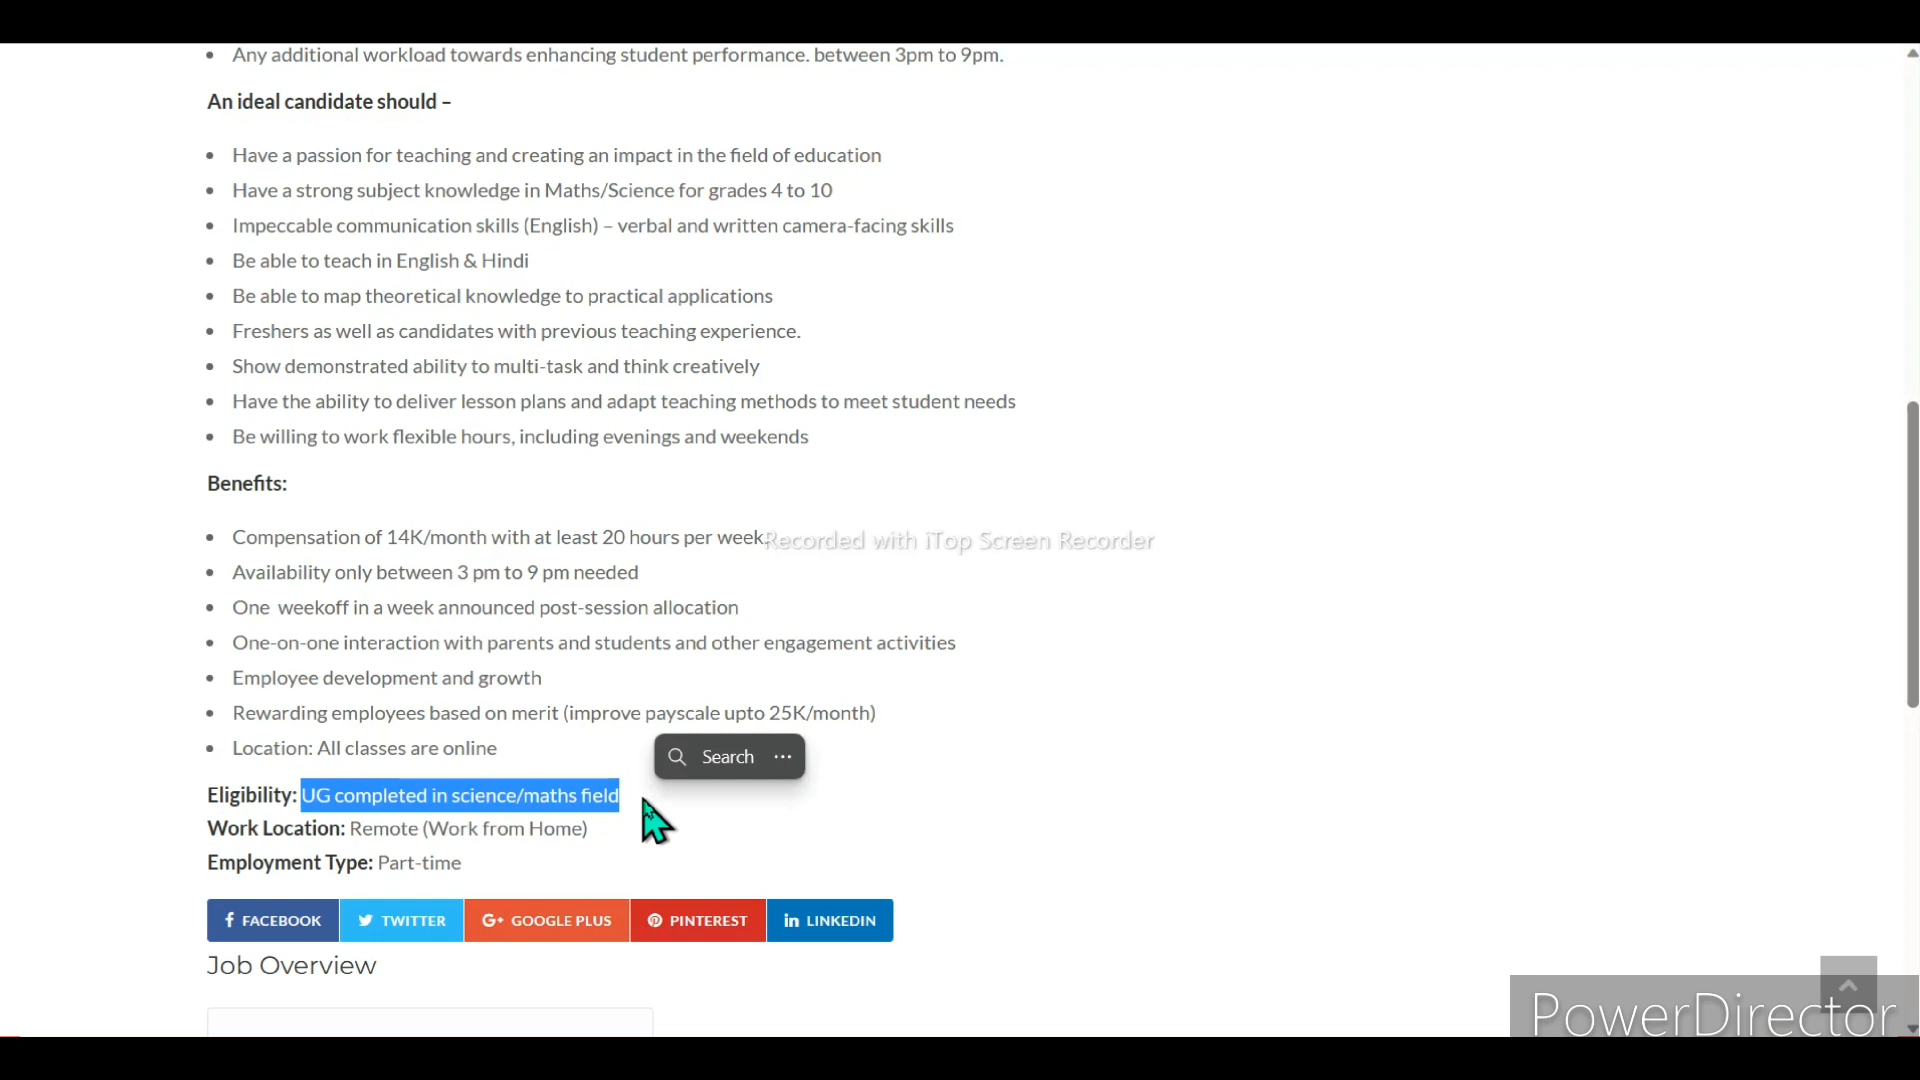 Any additional workload towards enhancing student performance. between 3pm to 9pm.
An ideal candidate should –
Have a passion for teaching and creating an impact in the field of education
Have a strong subject knowledge in Maths/Science for grades 4 to 10
Impeccable communication skills (English) – verbal and written camera-facing skills
Be able to teach in English & Hindi
Be able to map theoretical knowledge to practical applications
Freshers as well as candidates with previous teaching experience.
Show demonstrated ability to multi-task and think creatively
Have the ability to deliver lesson plans and adapt teaching methods to meet student needs
Be willing to work flexible hours, including evenings and weekends
Benefits:
Compensation of 14K/month with at least 20 hours per week.
Recorded with iTop Screen Recorder
Availability only between 3 pm to 9 pm needed
One weekoff in a week announced post-session allocation
One-on-one interaction with parents and students and other engagement activities
Employee development and growth
Rewarding employees based on merit (improve payscale upto 25K/month)
Location: All classes are online
Search ...
Eligibility: UG completed in science/maths field
Work Location: Remote (Work from Home)
Employment Type: Part-time
FACEBOOK TWITTER G+ GOOGLE PLUS PINTEREST in LINKEDIN
Job Overview
PowerDirector